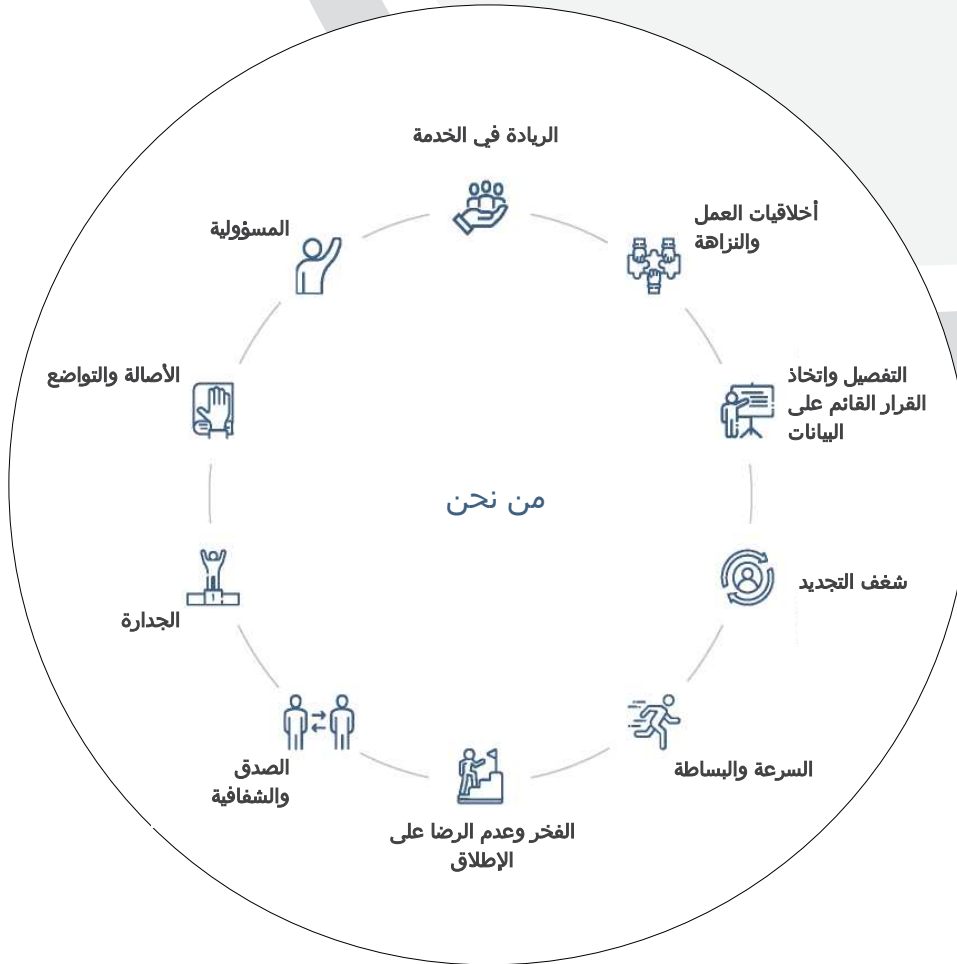 الريادة في الخدمة
أخلاقيات العمل
والنزاهة
التفصيل واتخاذ
القرار القائم على
البيانات
شغف التجديد
السرعة والبساطة
الفخر وعدم الرضا على
الإطلاق
الصدق
والشفافية
الجدارة
الأصالة والتواضع
المسؤولية
من نحن
1